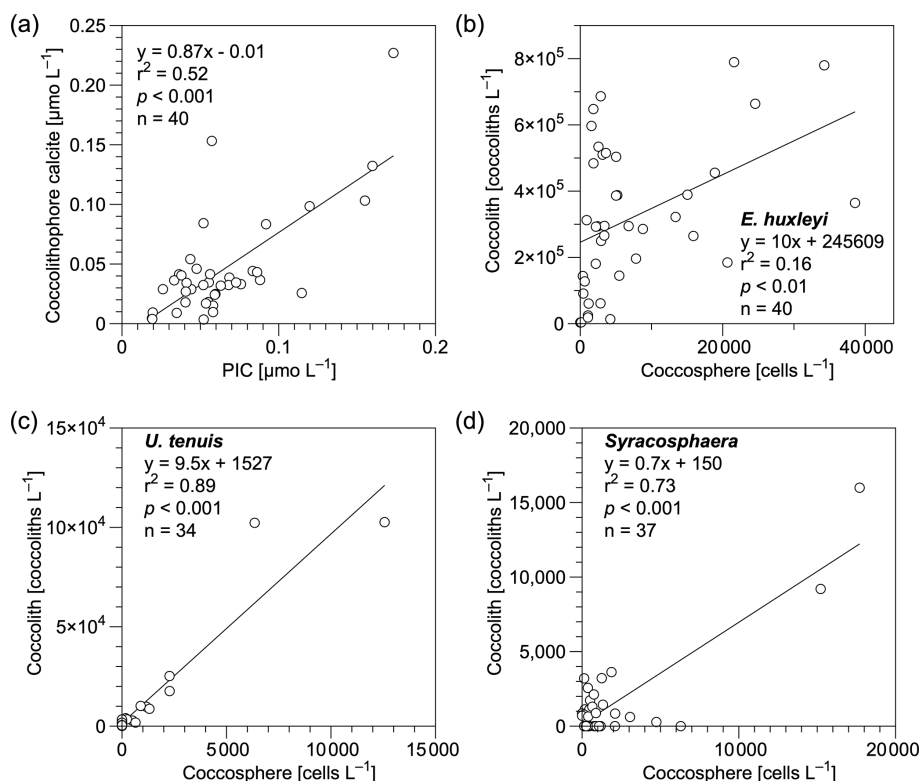 (a)
y = 0.87x - 0.01
r² = 0.52
p < 0.001
n = 40
Coccolithophore calcite [µmol L⁻¹]
0.25
0.20
0.15
0.10
0.05
0
0
0.1
0.2
PIC [µmo L⁻¹]
(b)
Coccolith [coccoliths L⁻¹]
8×10⁵
6×10⁵
4×10⁵
2×10⁵
0
E. huxleyi
y = 10x + 245609
r² = 0.16
p < 0.01
n = 40
0
20000
40000
Coccosphere [cells L⁻¹]
(c)
U. tenuis
y = 9.5x + 1527
r² = 0.89
p < 0.001
n = 34
Coccolith [coccoliths L⁻¹]
15×10⁴
10×10⁴
5×10⁴
0
0
5000
10000
15000
Coccosphere [cells L⁻¹]
(d)
Syracosphaera
y = 0.7x + 150
r² = 0.73
p < 0.001
n = 37
Coccolith [coccoliths L⁻¹]
20,000
15,000
10,000
5,000
0
0
10000
20000
Coccosphere [cells L⁻¹]